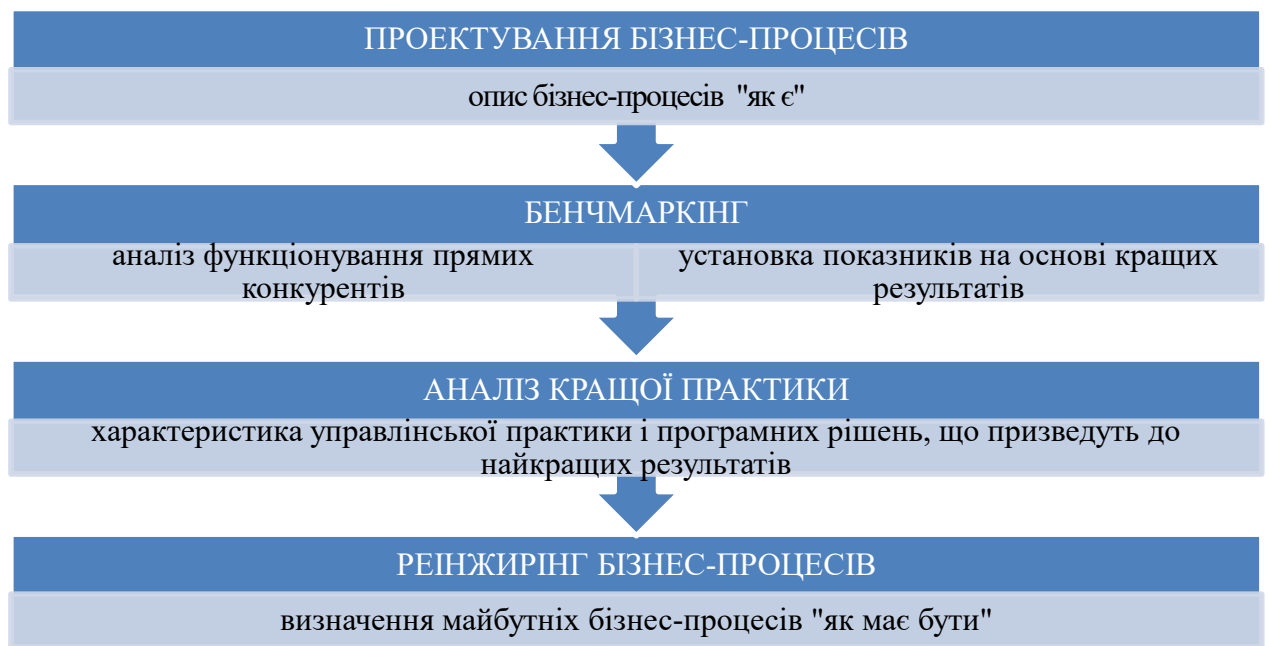 ПРОЕКТУВАННЯ БІЗНЕС-ПРОЦЕСІВ
опис бізнес-процесів "як є"
БЕНЧМАРКІНГ
аналіз функціонування прямих
конкурентів
установка показників на основі кращих
результатів
АНАЛІЗ КРАЩОЇ ПРАКТИКИ
характеристика управлінської практики і програмних рішень, що призведуть до
найкращих результатів
РЕІНЖИРІНГ БІЗНЕС-ПРОЦЕСІВ
визначення майбутніх бізнес-процесів "як має бути"